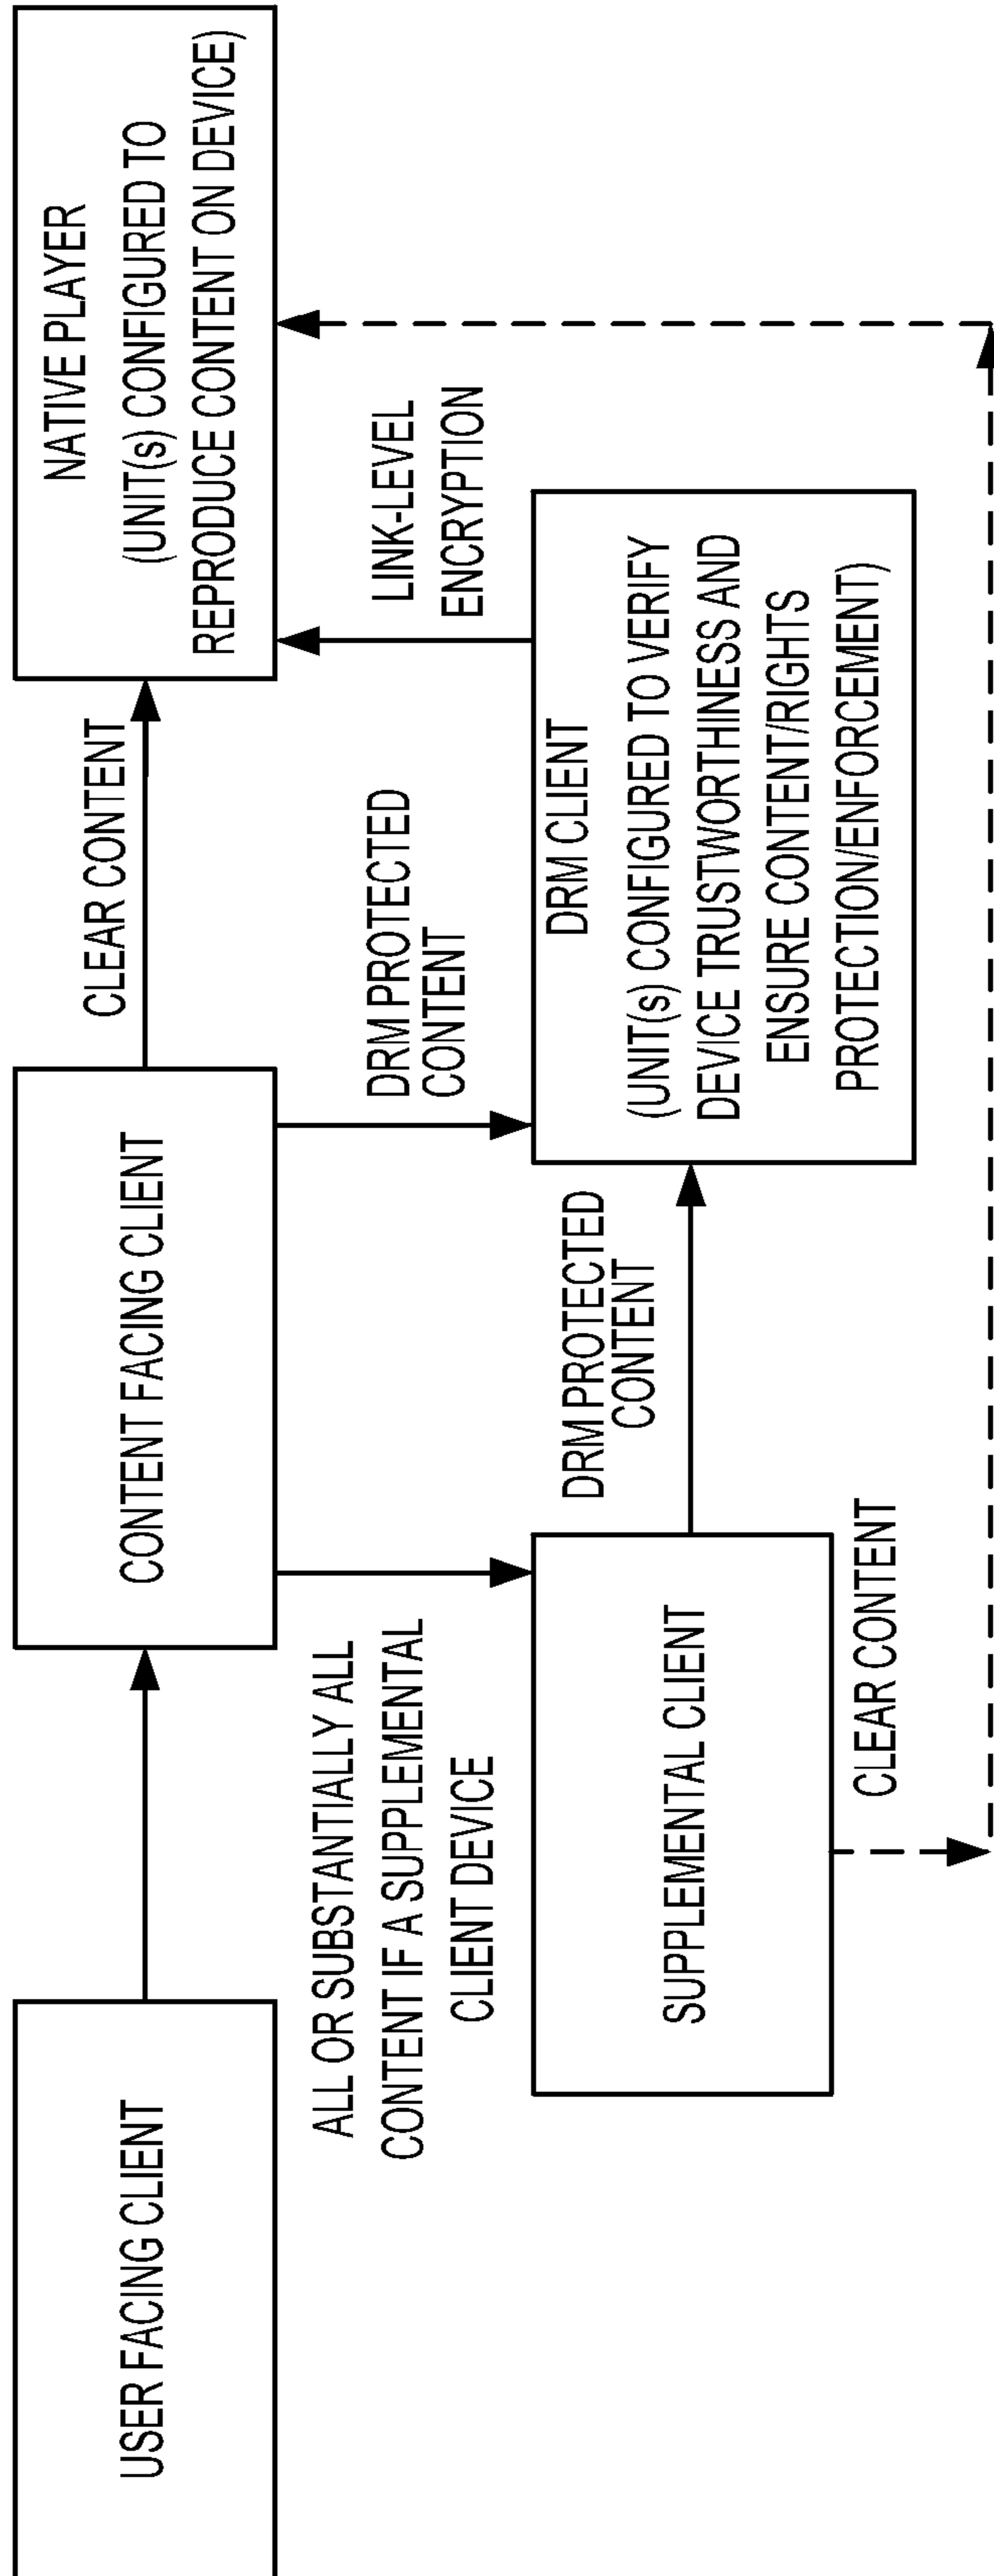 USER FACING CLIENT
CONTENT FACING CLIENT
CLEAR CONTENT
NATIVE PLAYER
(UNIT(s) CONFIGURED TO
REPRODUCE CONTENT ON DEVICE)
ALL OR SUBSTANTIALLY ALL
CONTENT IF A SUPPLEMENTAL
CLIENT DEVICE
DRM PROTECTED
CONTENT
LINK-LEVEL
ENCRYPTION
SUPPLEMENTAL CLIENT
DRM PROTECTED
CONTENT
DRM CLIENT
(UNIT(s) CONFIGURED TO VERIFY
DEVICE TRUSTWORTHINESS AND
ENSURE CONTENT/RIGHTS
PROTECTION/ENFORCEMENT)
CLEAR CONTENT